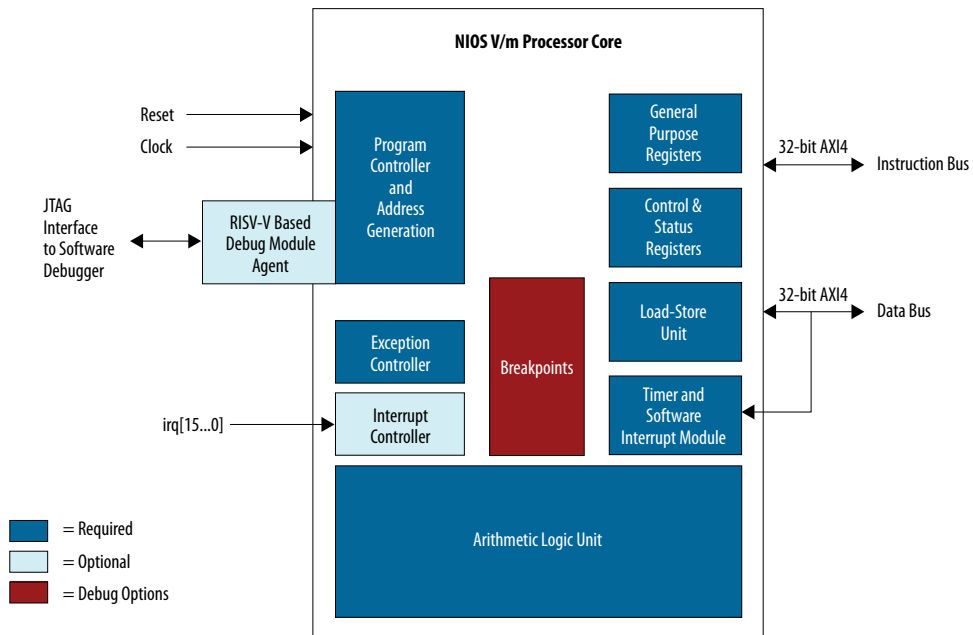 NIOS V/m Processor Core
Reset
Clock
Program
Controller
and
Address
Generation
General
Purpose
Registers
32-bit AXI4
Instruction Bus
JTAG
Interface
to Software
Debugger
RISV-V Based
Debug Module
Agent
Control &
Status
Registers
32-bit AXI4
Data Bus
Load-Store
Unit
Exception
Controller
Breakpoints
Timer and
Software
Interrupt Module
irq[15...0]
Interrupt
Controller
Arithmetic Logic Unit
= Required
= Optional
= Debug Options